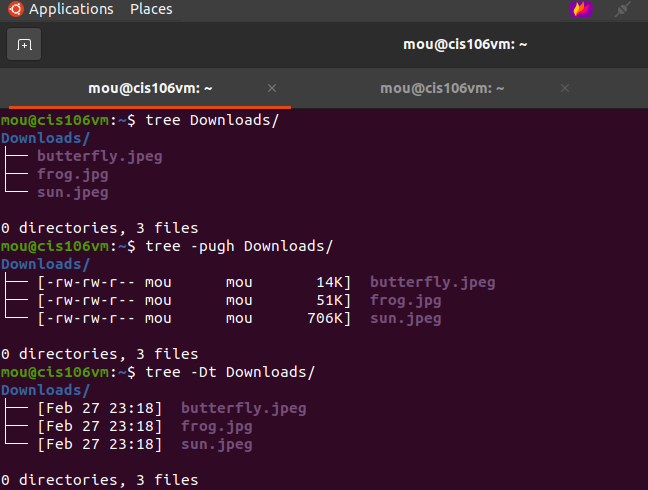 Applications Places
mou@cis106vm: ~
mou@cis106vm: ~ × mou@cis106vm: ~ ×
mou@cis106vm:~$ tree Downloads/
Downloads/
├── butterfly.jpeg
├── frog.jpg
└── sun.jpeg
0 directories, 3 files
mou@cis106vm:~$ tree -pugh Downloads/
Downloads/
├── [-rw-rw-r-- mou      mou       14K]  butterfly.jpeg
├── [-rw-rw-r-- mou      mou       51K]  frog.jpg
└── [-rw-rw-r-- mou      mou      706K]  sun.jpeg
0 directories, 3 files
mou@cis106vm:~$ tree -Dt Downloads/
Downloads/
├── [Feb 27 23:18]  butterfly.jpeg
├── [Feb 27 23:18]  frog.jpg
└── [Feb 27 23:18]  sun.jpeg
0 directories, 3 files